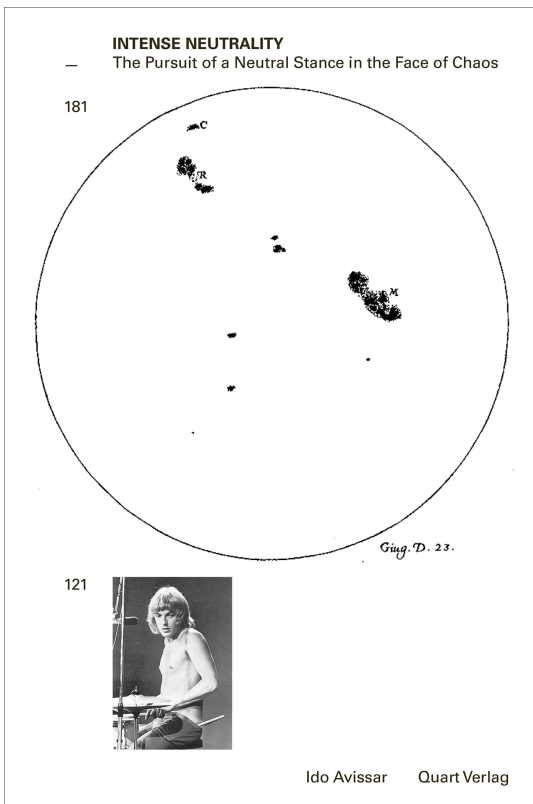 INTENSE NEUTRALITY
— The Pursuit of a Neutral Stance in the Face of Chaos
181
C
R
M
Giug. D. 23.
121
Ido Avissar Quart Verlag